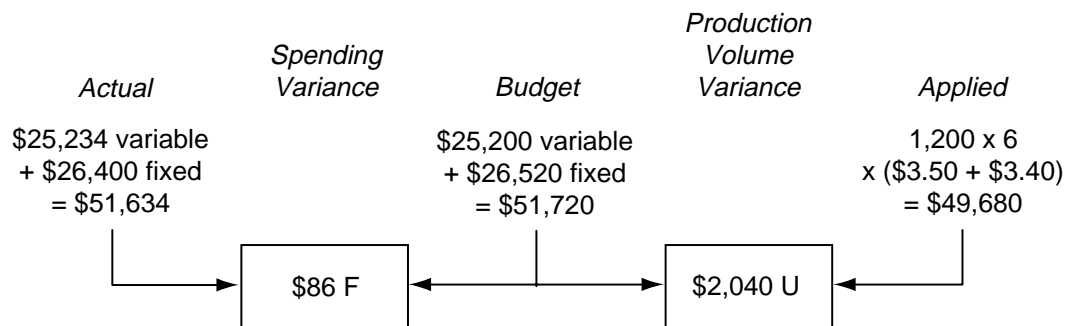 Actual
Spending
Variance
Budget
Production
Volume
Variance
Applied
$25,234 variable
+ $26,400 fixed
= $51,634
$25,200 variable
+ $26,520 fixed
= $51,720
1,200 x 6
x ($3.50 + $3.40)
= $49,680
$86 F
$2,040 U